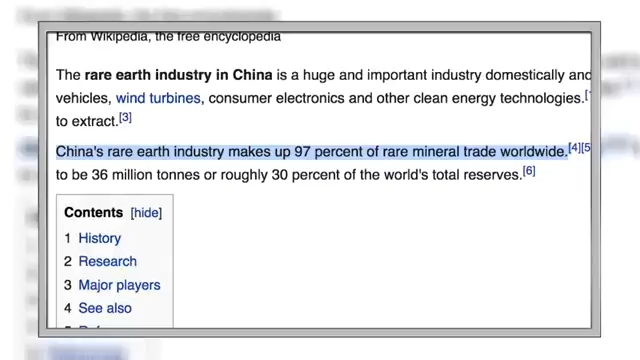 From Wikipedia, the free encyclopedia
The rare earth industry in China is a huge and important industry domestically and
vehicles, wind turbines, consumer electronics and other clean energy technologies.[
to extract.[3]
China's rare earth industry makes up 97 percent of rare mineral trade worldwide.[4][5
to be 36 million tonnes or roughly 30 percent of the world's total reserves.[6]
Contents [hide]
1 History
2 Research
3 Major players
4 See also